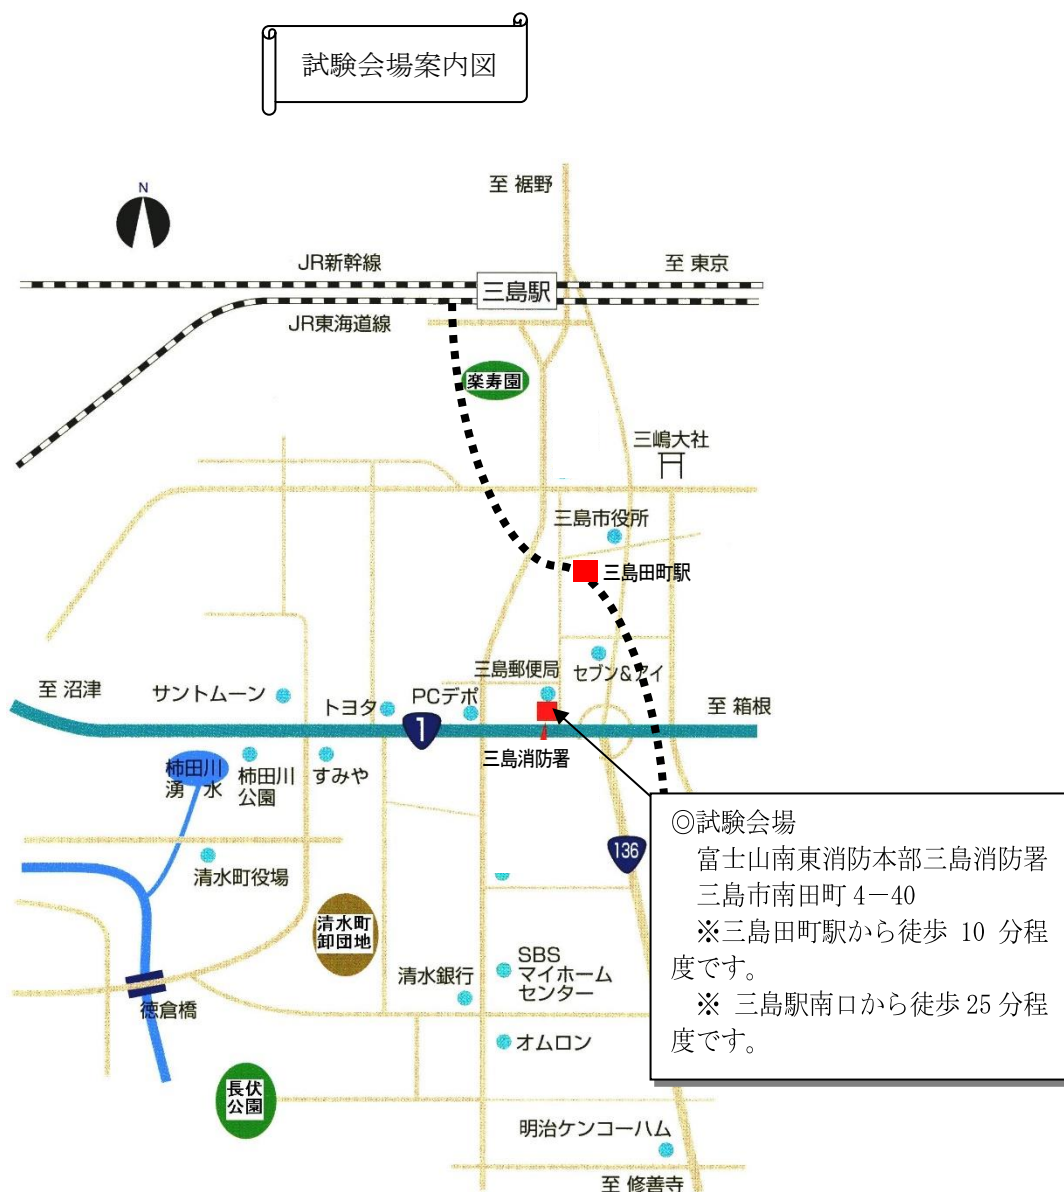 試験会場案内図
N
至 裾野
JR新幹線
至 東京
三島駅
JR東海道線
楽寿園
三嶋大社
三島市役所
三島田町駅
三島郵便局
セブン&アイ
至 沼津
サントムーン
トヨタ
PCデポ
至 箱根
1
三島消防署
柿田川
湧 水
柿田川
公園
すみや
136
清水町役場
◎試験会場
富士山南東消防本部三島消防署
三島市南田町 4-40
※三島田町駅から徒歩 10 分程
度です。
※ 三島駅南口から徒歩 25 分程
度です。
清水町
卸団地
清水銀行
SBS
マイホーム
センター
徳倉橋
オムロン
長伏
公園
明治ケンコーハム
至 修善寺